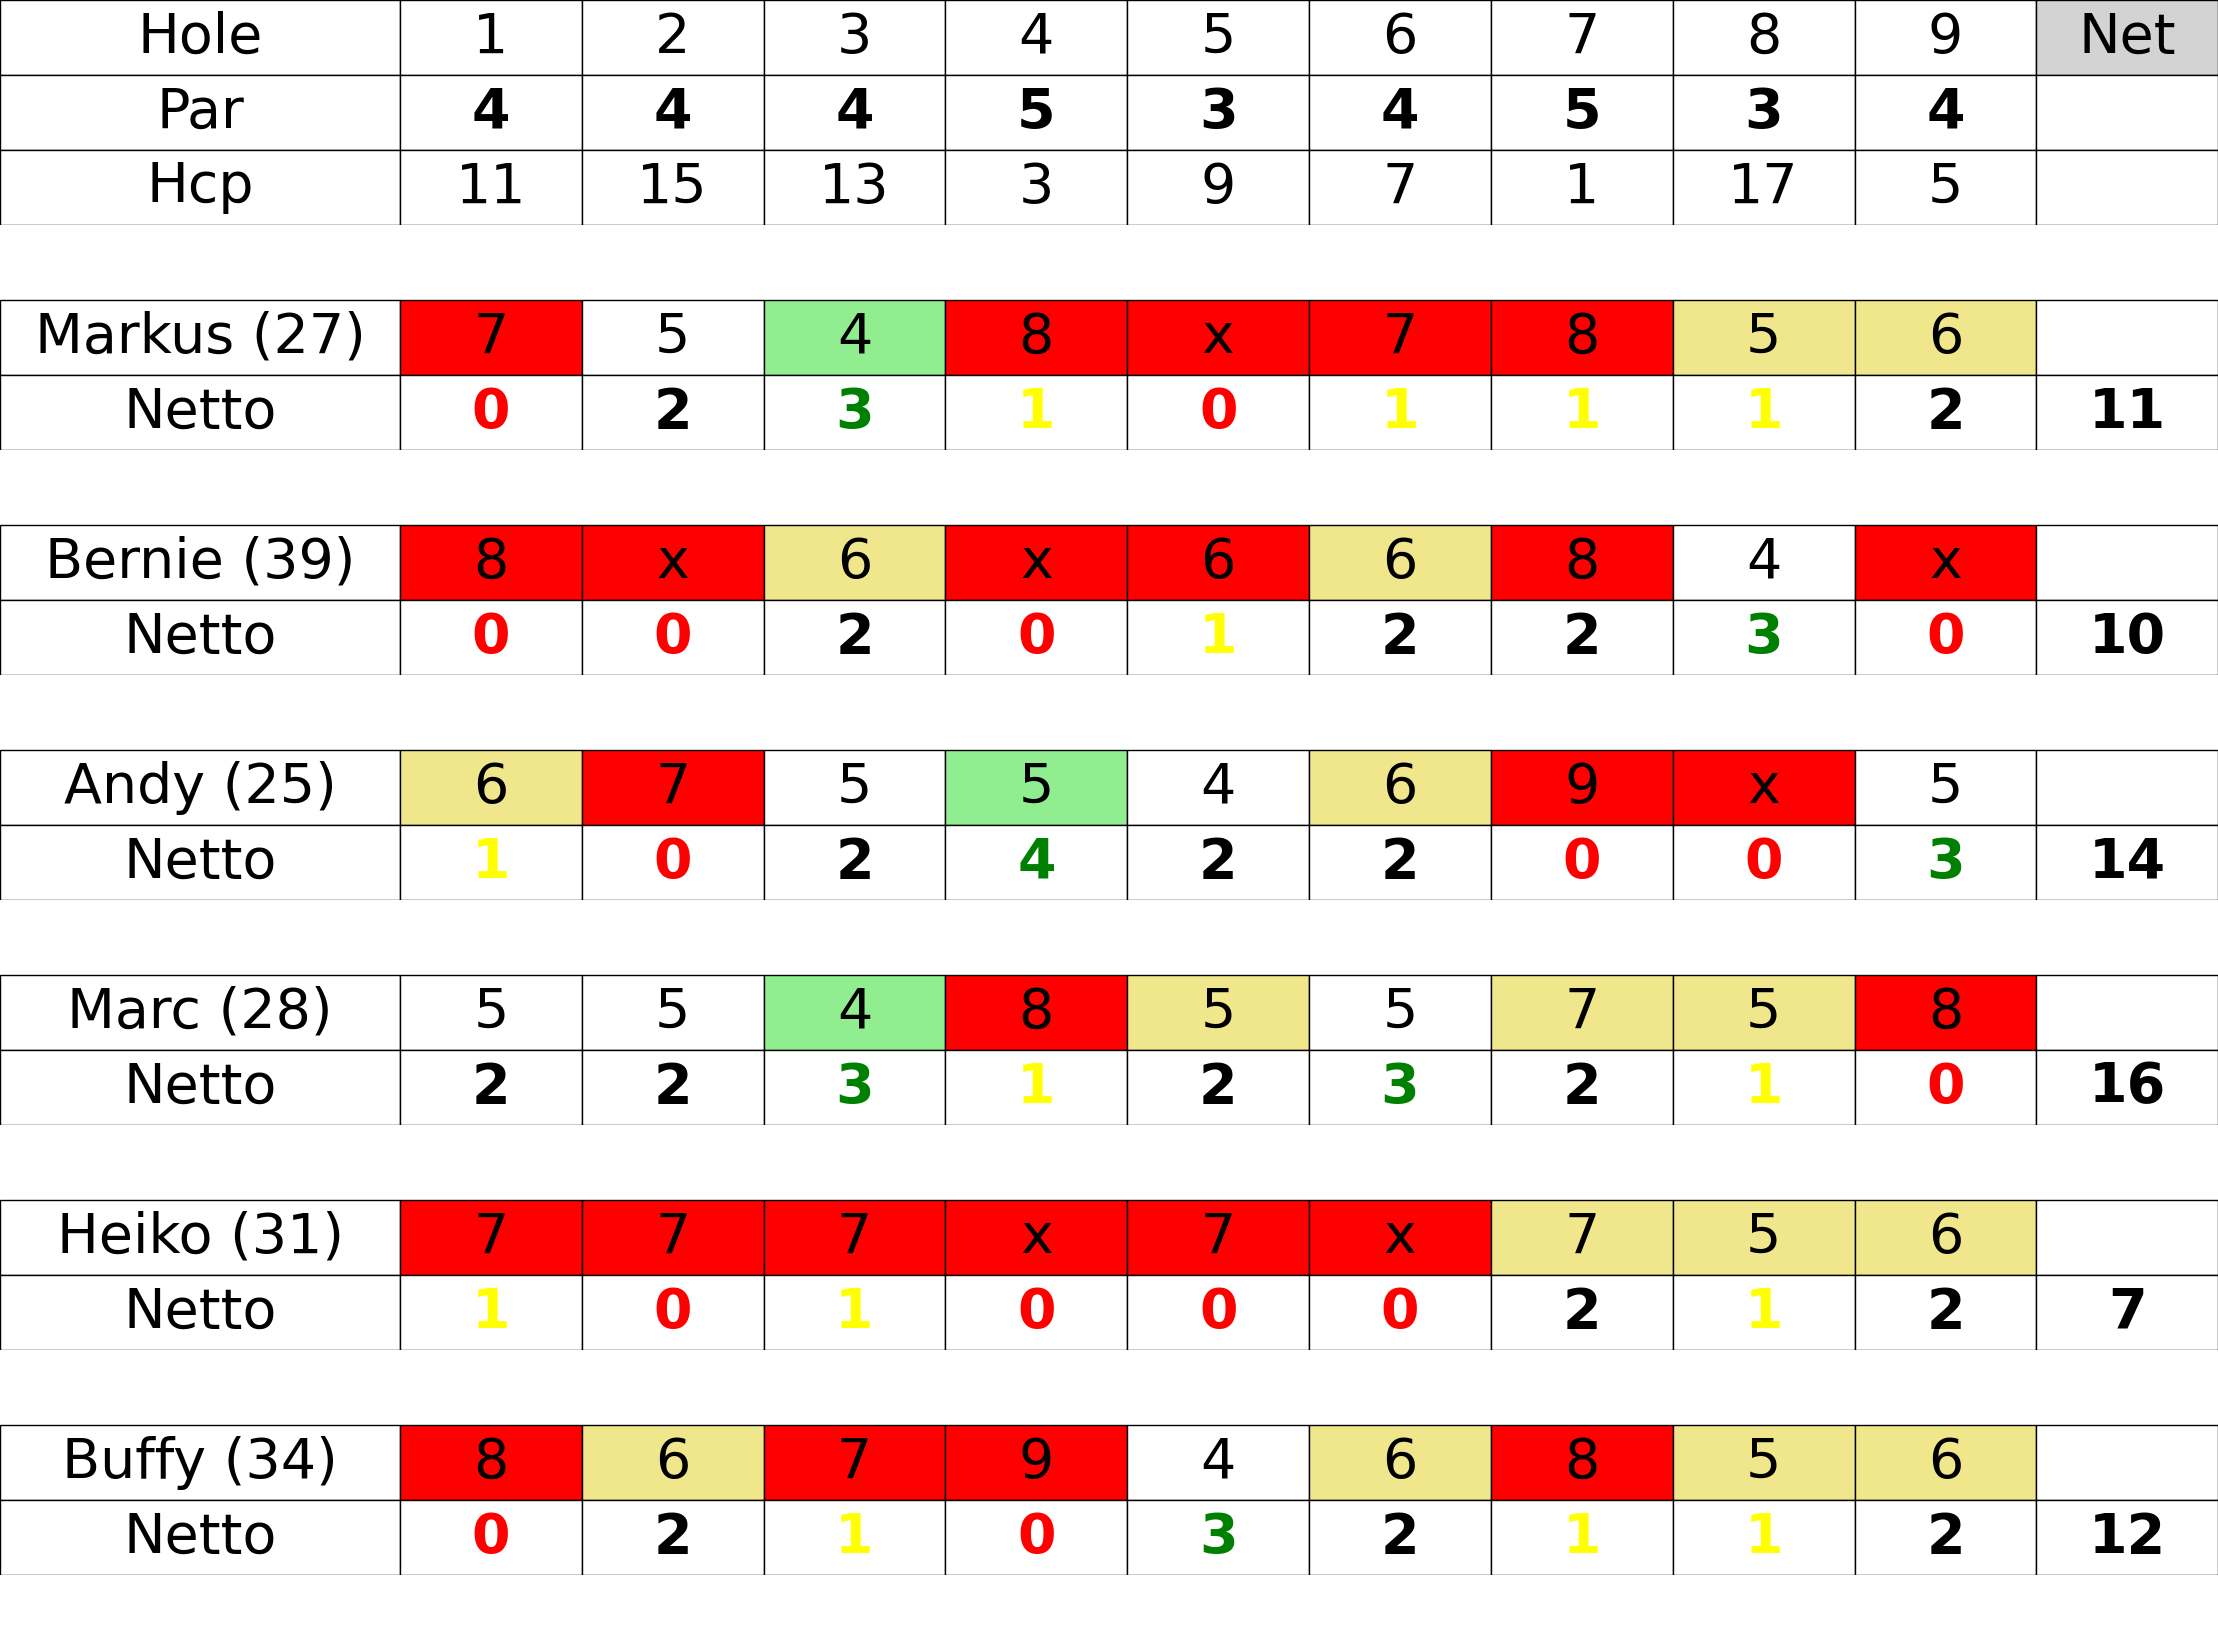 Hole 1 2 3 4 5 6 7 8 9 Net
Par 4 4 4 5 3 4 5 3 4
Hcp 11 15 13 3 9 7 1 17 5
Markus (27) 7 5 4 8 x 7 8 5 6
Netto 0 2 3 1 0 1 1 1 2 11
Bernie (39) 8 x 6 x 6 6 8 4 x
Netto 0 0 2 0 1 2 2 3 0 10
Andy (25) 6 7 5 5 4 6 9 x 5
Netto 1 0 2 4 2 2 0 0 3 14
Marc (28) 5 5 4 8 5 5 7 5 8
Netto 2 2 3 1 2 3 2 1 0 16
Heiko (31) 7 7 7 x 7 x 7 5 6
Netto 1 0 1 0 0 0 2 1 2 7
Buffy (34) 8 6 7 9 4 6 8 5 6
Netto 0 2 1 0 3 2 1 1 2 12